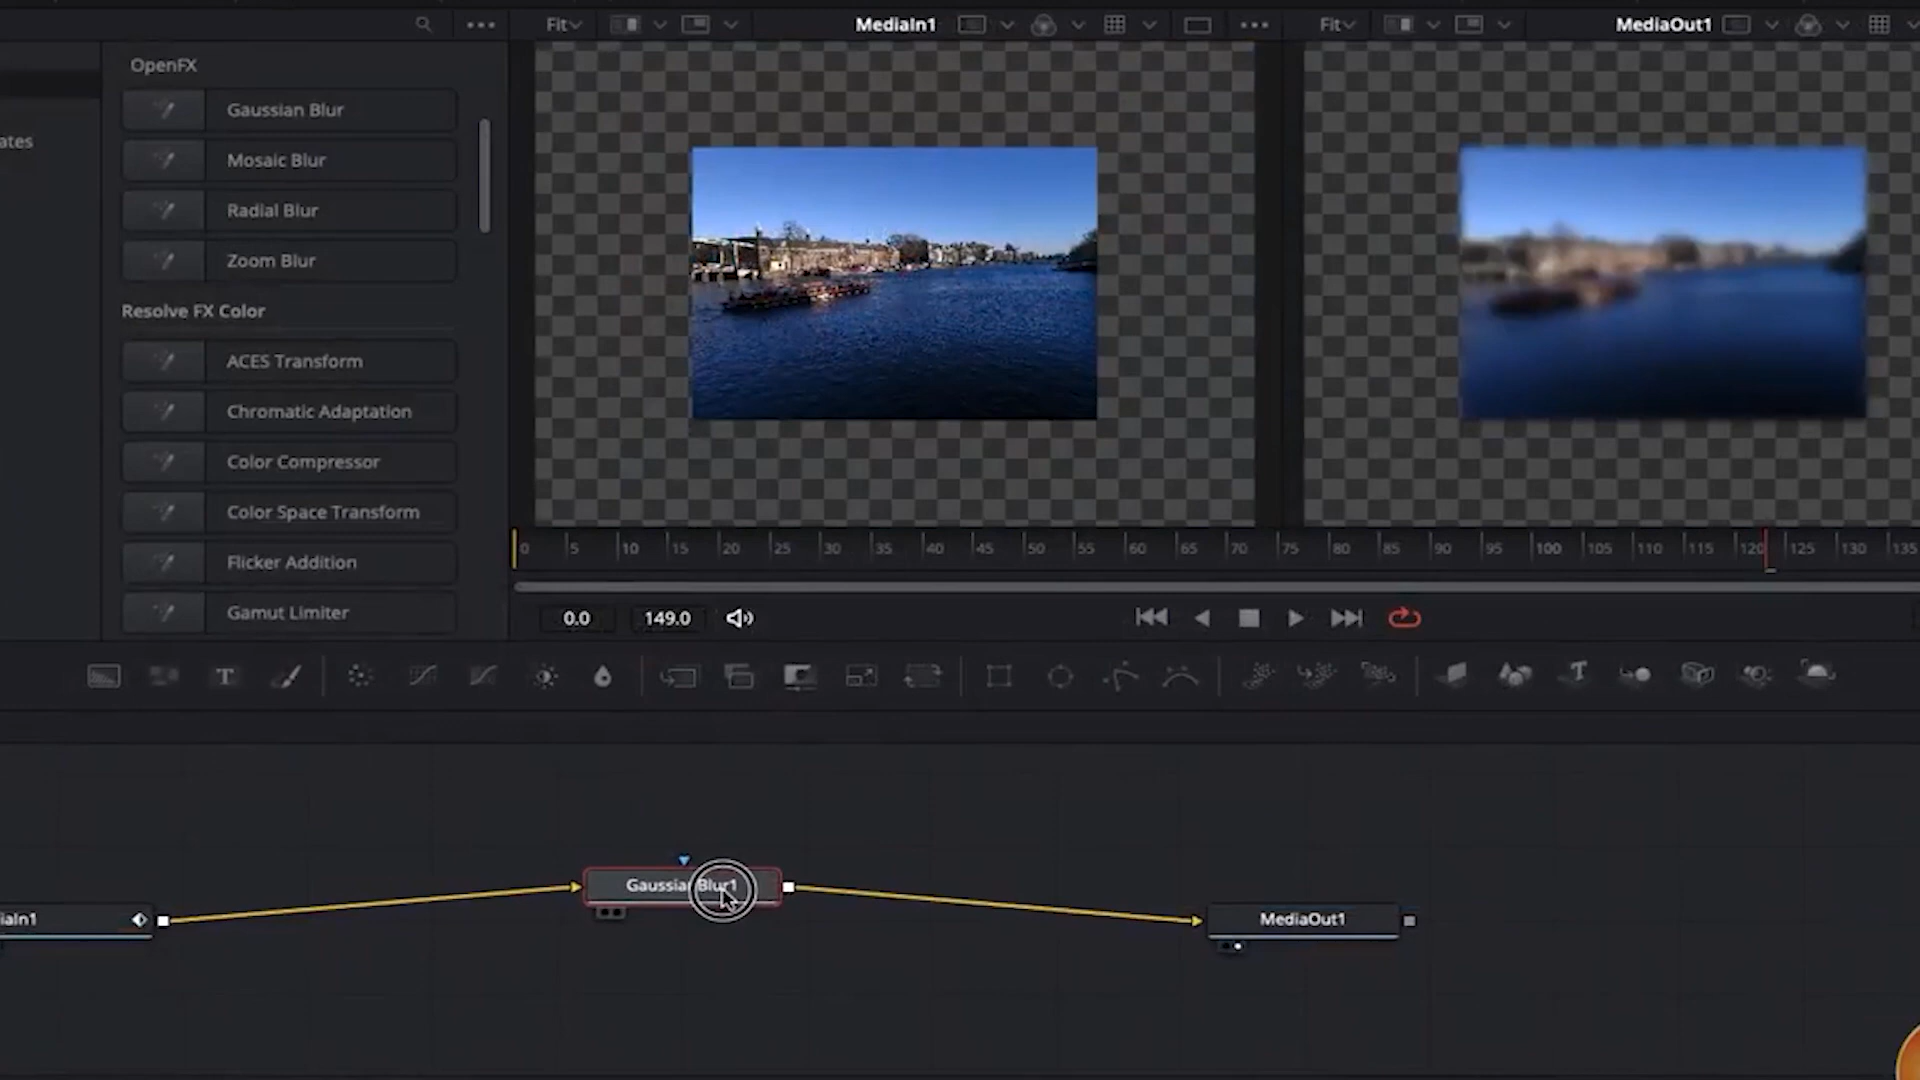 Fit
MediaIn1
Fit
MediaOut1
OpenFX
ates
Gaussian Blur
Mosaic Blur
Radial Blur
Zoom Blur
Resolve FX Color
ACES Transform
Chromatic Adaptation
Color Compressor
Color Space Transform
Flicker Addition
Gamut Limiter
0 5 10 15 20 25 30 35 40 45 50 55 60 65 70 75 80 85 90 95 100 105 110 115 120 125 130 135
0.0 149.0
T
T
Gaussian Blur1
iaIn1
MediaOut1